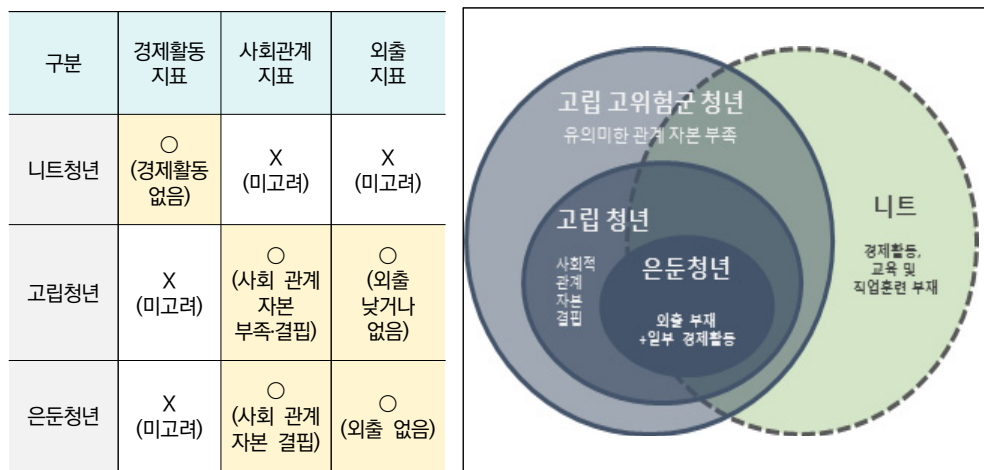 구분
경제활동
지표
사회관계
지표
외출
지표
니트청년
○
(경제활동
없음)
X
(미고려)
X
(미고려)
고립청년
X
(미고려)
○
(사회 관계
자본
부족·결핍)
○
(외출
낮거나
없음)
은둔청년
X
(미고려)
○
(사회 관계
자본 결핍)
○
(외출 없음)
고립 고위험군 청년
유의미한 관계 자본 부족
고립 청년
사회적
관계
자본
결핍
은둔청년
외출 부재
+일부 경제활동
니트
경제활동,
교육 및
직업훈련 부재